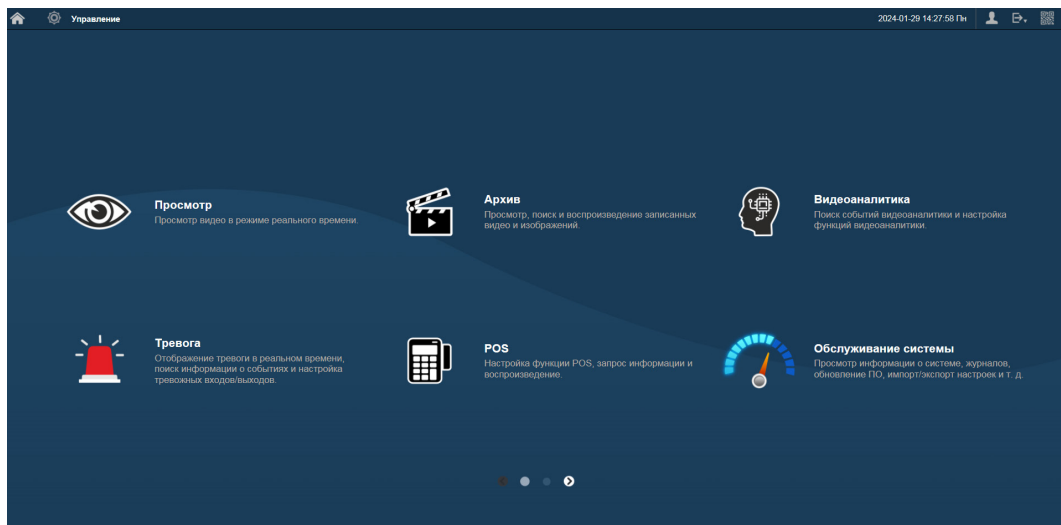 Управление
2024-01-29 14:27:58 Пн
Просмотр
Просмотр видео в режиме реального времени.
Архив
Просмотр, поиск и воспроизведение записанных
видео и изображений.
Видеоаналитика
Поиск событий видеоаналитики и настройка
функций видеоаналитики.
Тревога
Отображение тревоги в реальном времени,
поиск информации о событиях и настройка
тревожных входов/выходов.
POS
Настройка функции POS, запрос информации и
воспроизведение.
Обслуживание системы
Просмотр информации о системе, журналов,
обновление ПО, импорт/экспорт настроек и т. д.